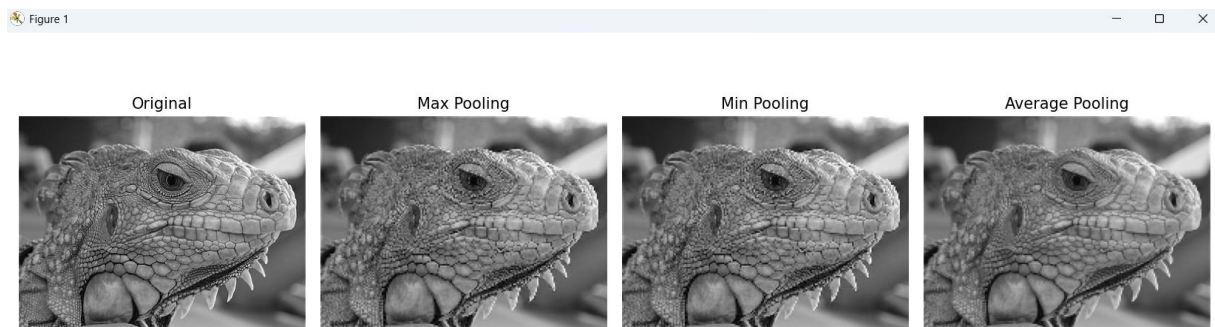 Figure 1
Original
Max Pooling
Min Pooling
Average Pooling